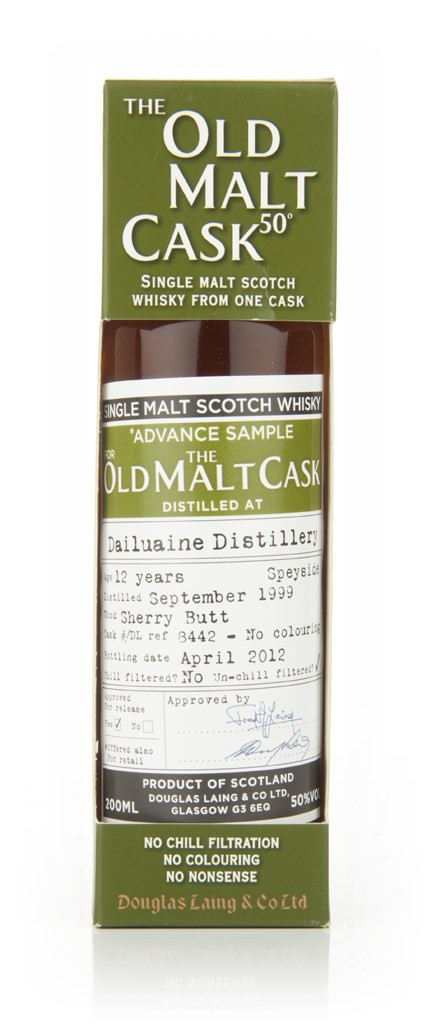 THE
OLD
MALT
CASK 50°
SINGLE MALT SCOTCH
WHISKY FROM ONE CASK
SINGLE MALT SCOTCH WHISKY
*ADVANCE SAMPLE
FOR THE
OLD MALT CASK
DISTILLED AT
Dailuaine Distillery
Age 12 years Speyside
Distilled September 1999
Wood Sherry Butt
Cask #/DL ref 8442 - No colouring
Bottling date April 2012
Chill filtered? No Un-chill filtered? ✓
Approved Approved by
For release
Yes ☑ No ☐
*Offered also
For retail
PRODUCT OF SCOTLAND
200ML DOUGLAS LAING & CO LTD, 50%VOL
GLASGOW G3 6EQ
NO CHILL FILTRATION
NO COLOURING
NO NONSENSE
Douglas Laing & Co Ltd